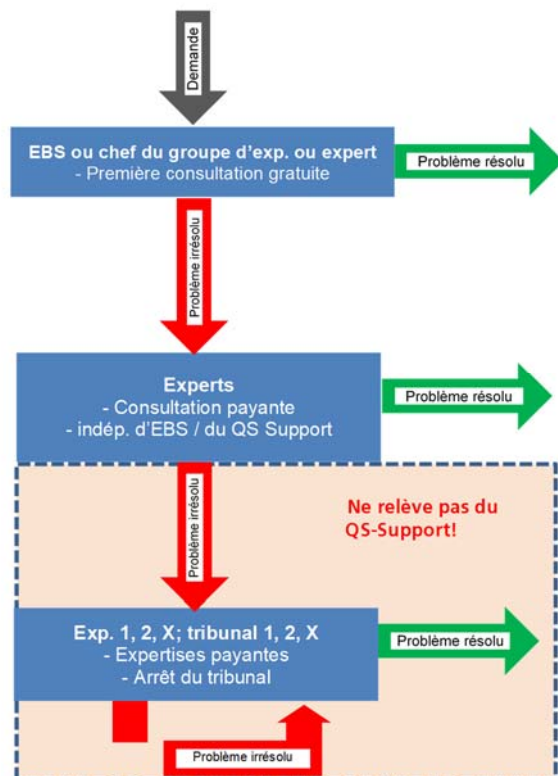 Demande
EBS ou chef du groupe d'exp. ou expert
- Première consultation gratuite
Problème résolu
Problème irrésolu
Experts
- Consultation payante
- indép. d'EBS / du QS Support
Problème résolu
Problème irrésolu
Ne relève pas du
QS-Support!
Exp. 1, 2, X; tribunal 1, 2, X
- Expertises payantes
- Arrêt du tribunal
Problème résolu
Problème irrésolu